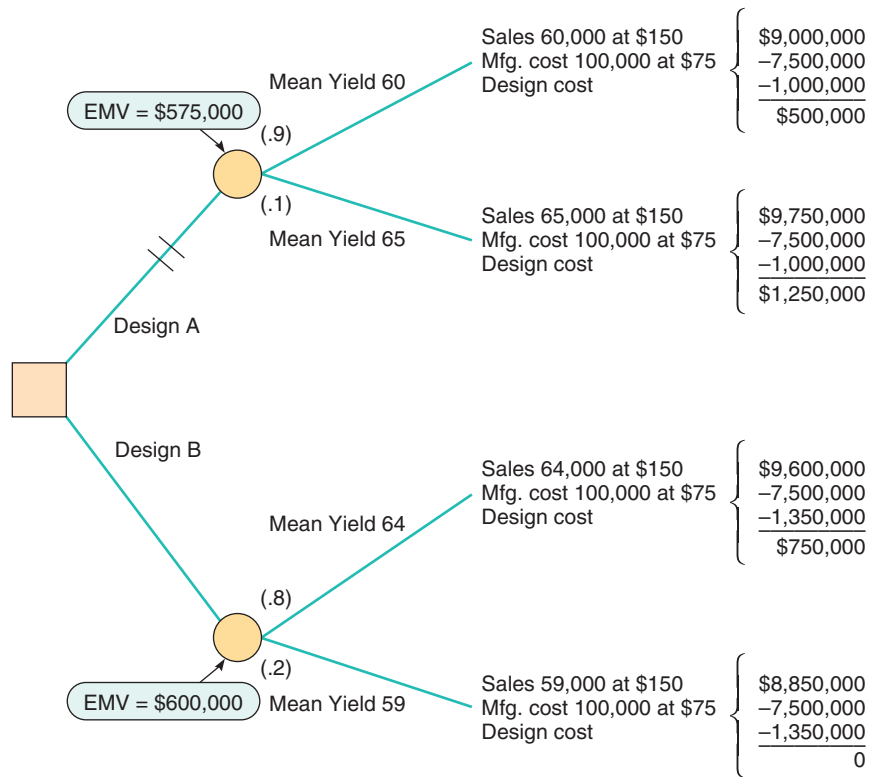 Sales 60,000 at $150
Mfg. cost 100,000 at $75
Design cost
$9,000,000
–7,500,000
–1,000,000
$500,000
Mean Yield 60
EMV = $575,000
(.9)
(.1)
Mean Yield 65
Sales 65,000 at $150
Mfg. cost 100,000 at $75
Design cost
$9,750,000
–7,500,000
–1,000,000
$1,250,000
Design A
Design B
Sales 64,000 at $150
Mfg. cost 100,000 at $75
Design cost
$9,600,000
–7,500,000
–1,350,000
$750,000
Mean Yield 64
(.8)
(.2)
EMV = $600,000
Mean Yield 59
Sales 59,000 at $150
Mfg. cost 100,000 at $75
Design cost
$8,850,000
–7,500,000
–1,350,000
0